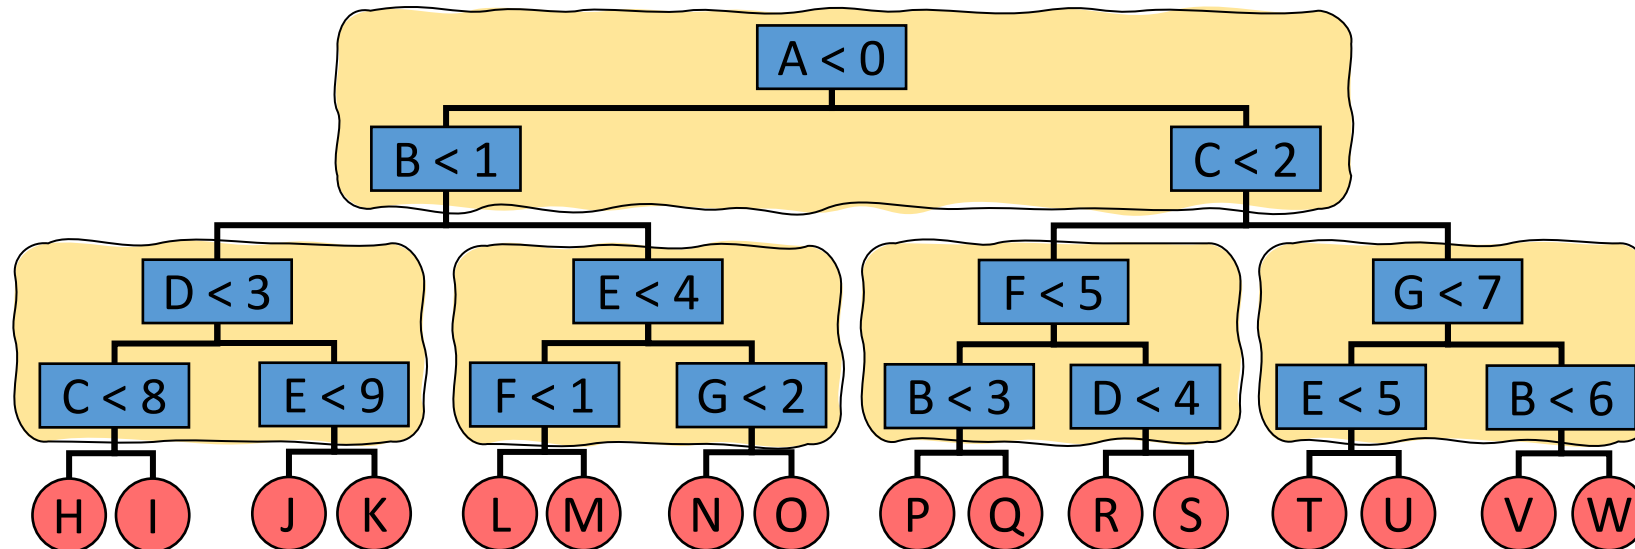 A < 0
B < 1 C < 2
D < 3 E < 4 F < 5 G < 7
C < 8 E < 9 F < 1 G < 2 B < 3 D < 4 E < 5 B < 6
H I J K L M N O P Q R S T U V W